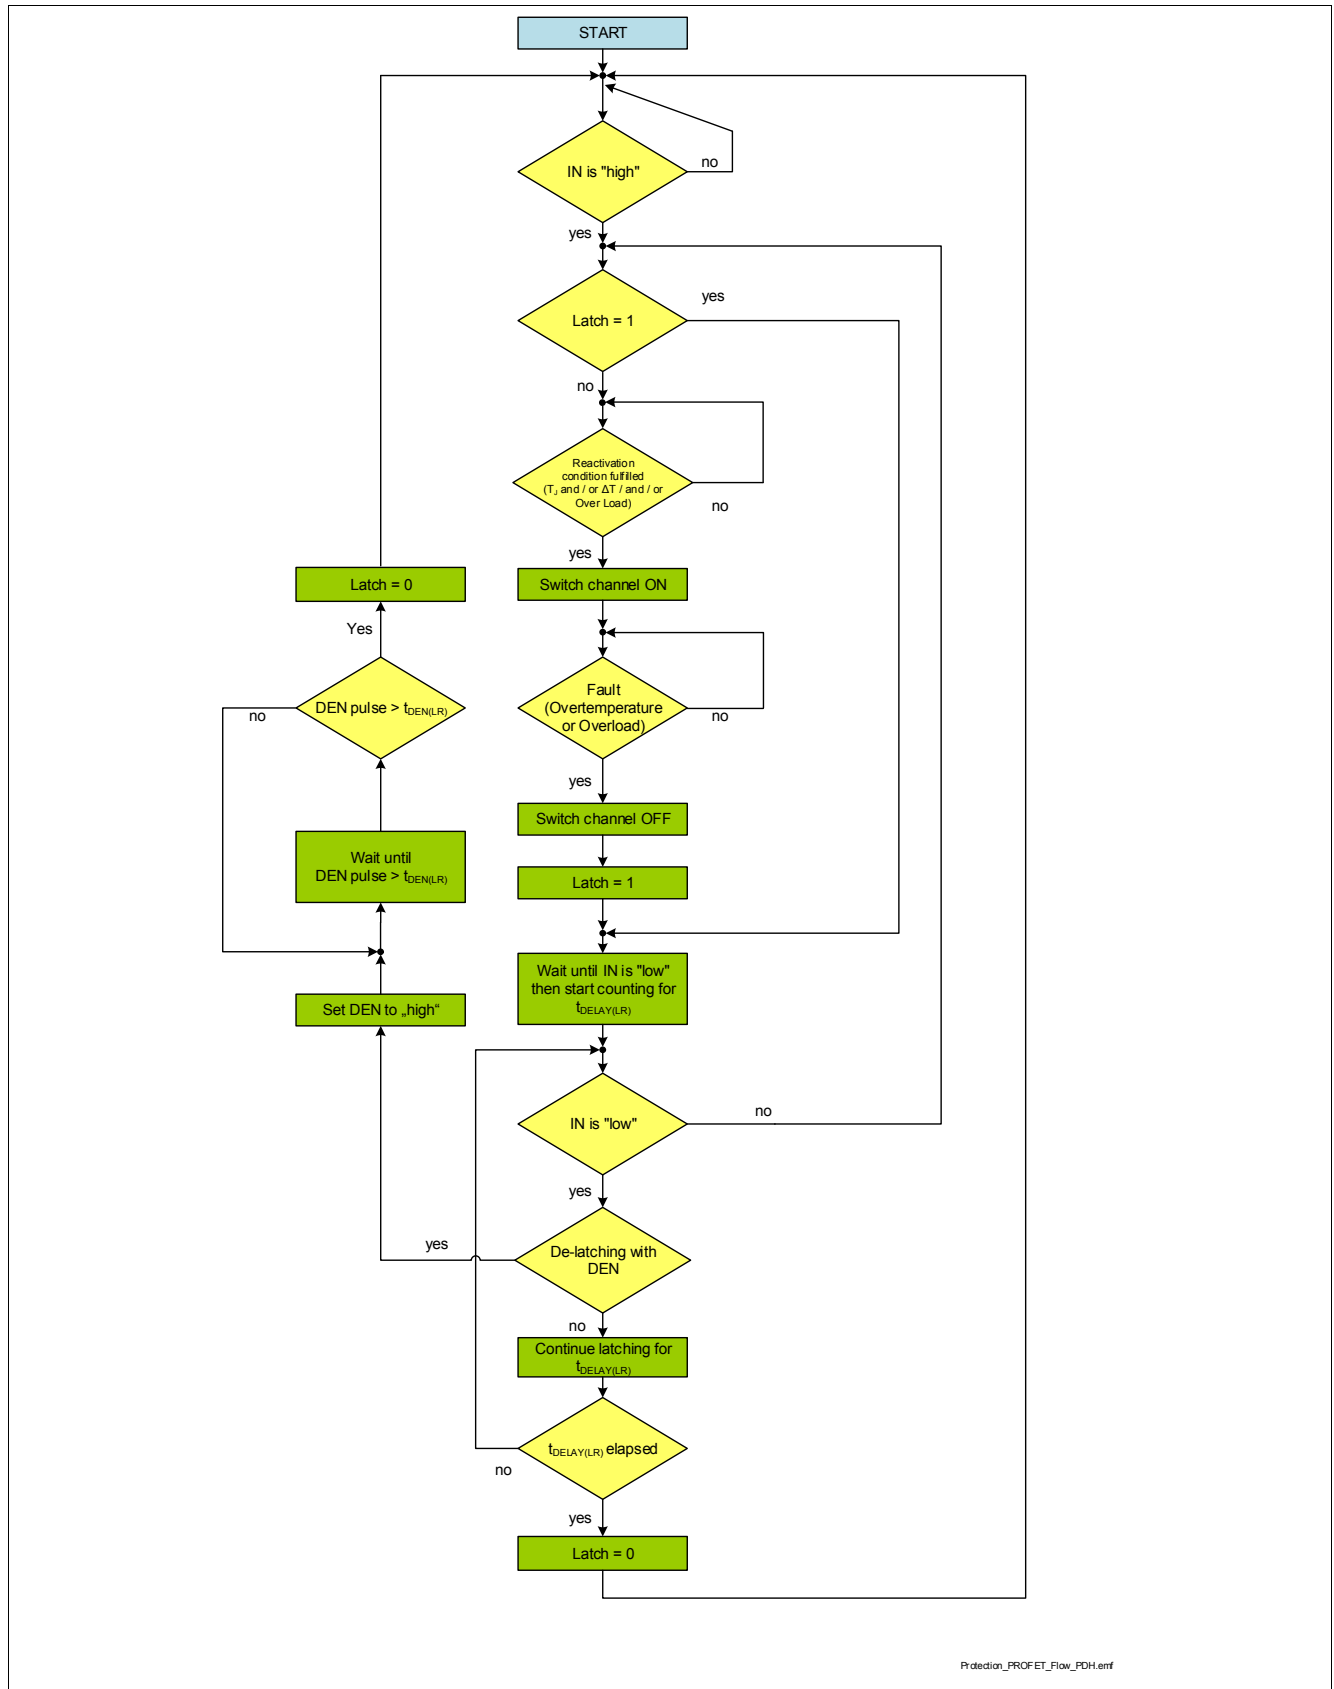 START
IN is "high"
no
yes
Latch = 1
yes
no
Reactivation
condition fulfilled
(TJ and / or ΔT / and / or
Over Load)
no
yes
Switch channel ON
Fault
(Overtemperature
or Overload)
no
yes
Switch channel OFF
Latch = 1
Wait until IN is "low"
then start counting for
tDELAY(LR)
IN is "low"
no
yes
De-latching with
DEN
yes
no
Continue latching for
tDELAY(LR)
tDELAY(LR) elapsed
no
yes
Latch = 0
Set DEN to „high“
Wait until
DEN pulse > tDEN(LR)
DEN pulse > tDEN(LR)
no
Yes
Latch = 0
Protection_PROFET_Flow_PDH.emf